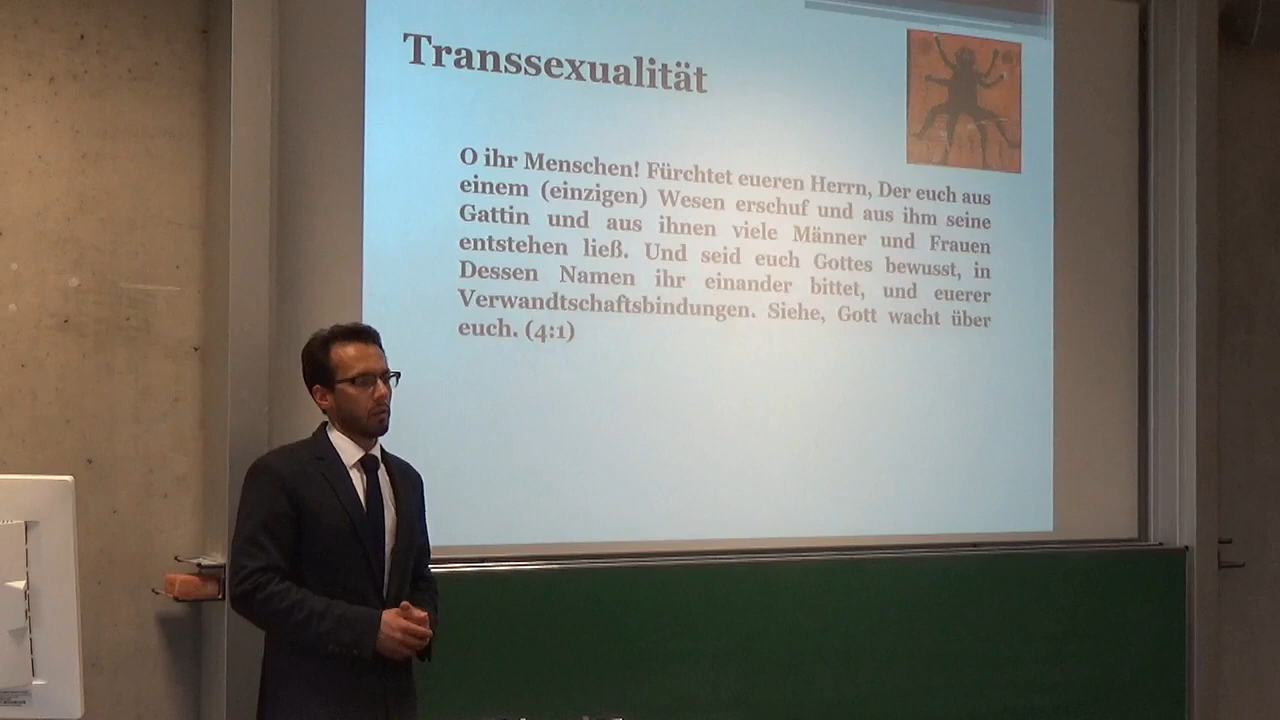 Transsexualität
O ihr Menschen! Fürchtet eueren Herrn, Der euch aus
einem (einzigen) Wesen erschuf und aus ihm seine
Gattin und aus ihnen viele Männer und Frauen
entstehen ließ. Und seid euch Gottes bewusst, in
Dessen Namen ihr einander bittet, und euerer
Verwandtschaftsbindungen. Siehe, Gott wacht über
euch. (4:1)